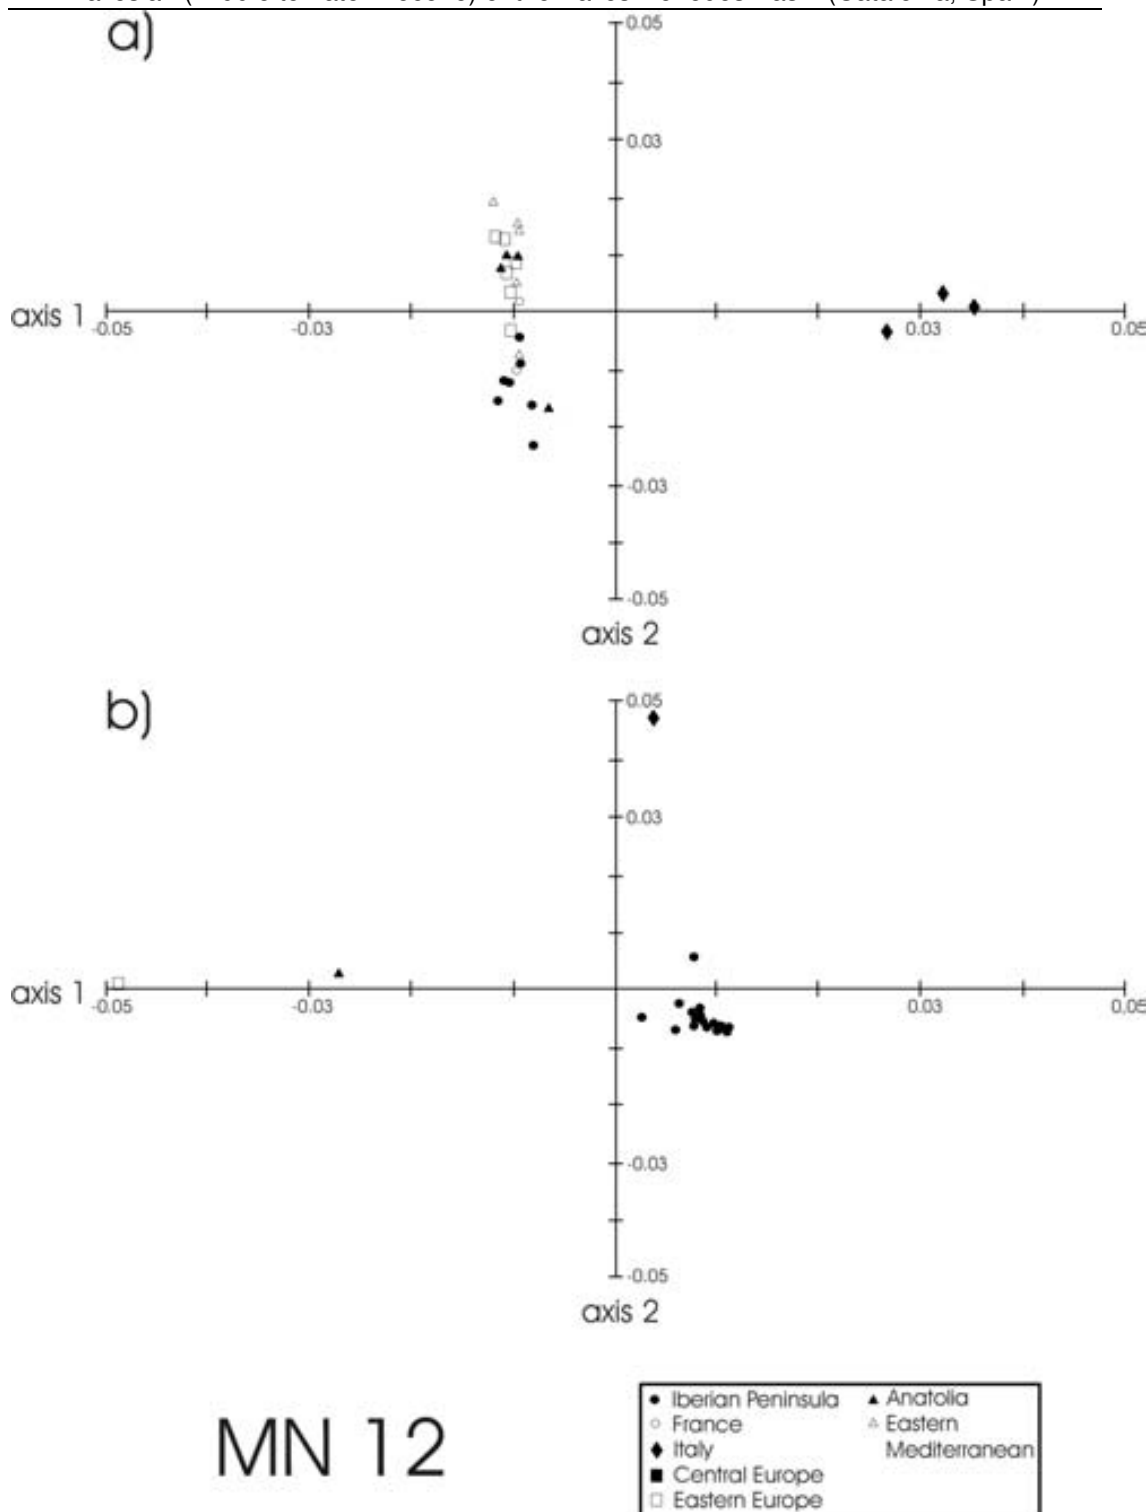 (Catalonia, Spain)
a)
0.05
0.03
axis 1
-0.05 -0.03 0.03 0.05
-0.03
-0.05
axis 2
b)
0.05
0.03
axis 1
-0.05 -0.03 0.03 0.05
-0.03
-0.05
axis 2
MN 12
Iberian Peninsula
France
Italy
Central Europe
Eastern Europe
Anatolia
Eastern
Mediterranean